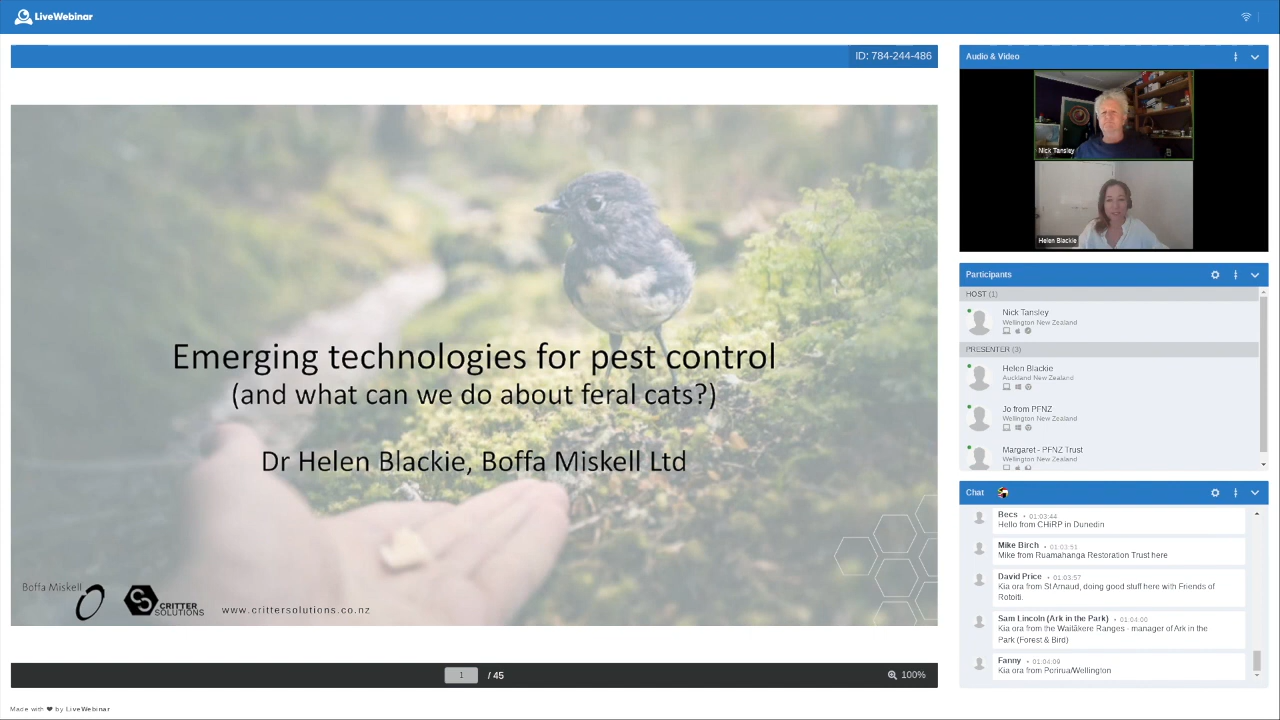 LiveWebinar
ID: 784-244-486
Emerging technologies for pest control
(and what can we do about feral cats?)
Dr Helen Blackie, Boffa Miskell Ltd
Boffa Miskell
CRITTER
SOLUTIONS
www.crittersolutions.co.nz
1 / 45
100%
Made with ❤ by LiveWebinar
Audio & Video
Nick Tansley
Helen Blackie
Participants
HOST (1)
Nick Tansley
Wellington New Zealand
PRESENTER (3)
Helen Blackie
Auckland New Zealand
Jo from PFNZ
Wellington New Zealand
Margaret - PFNZ Trust
Wellington New Zealand
Chat
Becs • 01:03:44
Hello from CHiRP in Dunedin
Mike Birch • 01:03:51
Mike from Ruamahanga Restoration Trust here
David Price • 01:03:57
Kia ora from St Arnaud, doing good stuff here with Friends of
Rotoiti.
Sam Lincoln (Ark in the Park) • 01:04:00
Kia ora from the Waitākere Ranges - manager of Ark in the
Park (Forest & Bird)
Fanny • 01:04:09
Kia ora from Porirua/Wellington